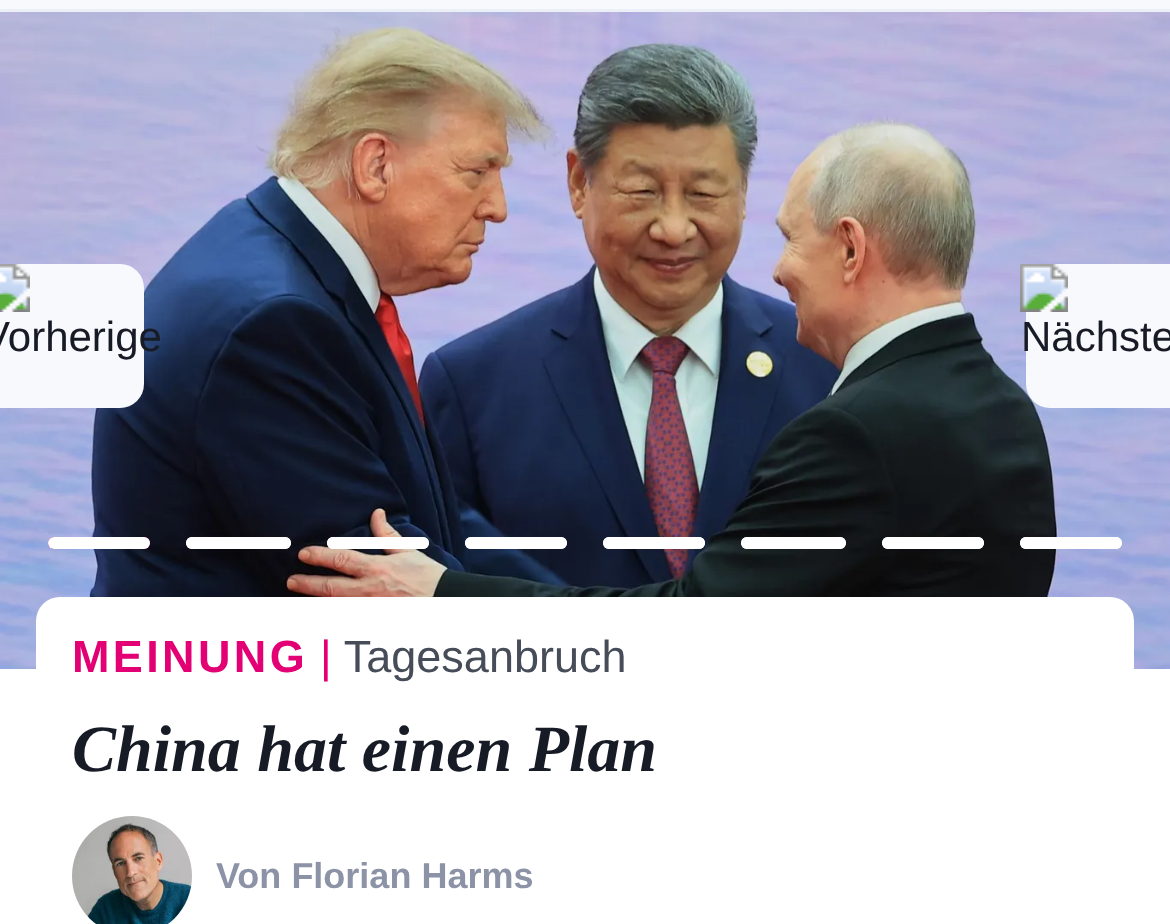 Vorherige
Nächste
MEINUNG | Tagesanbruch
China hat einen Plan
Von Florian Harms